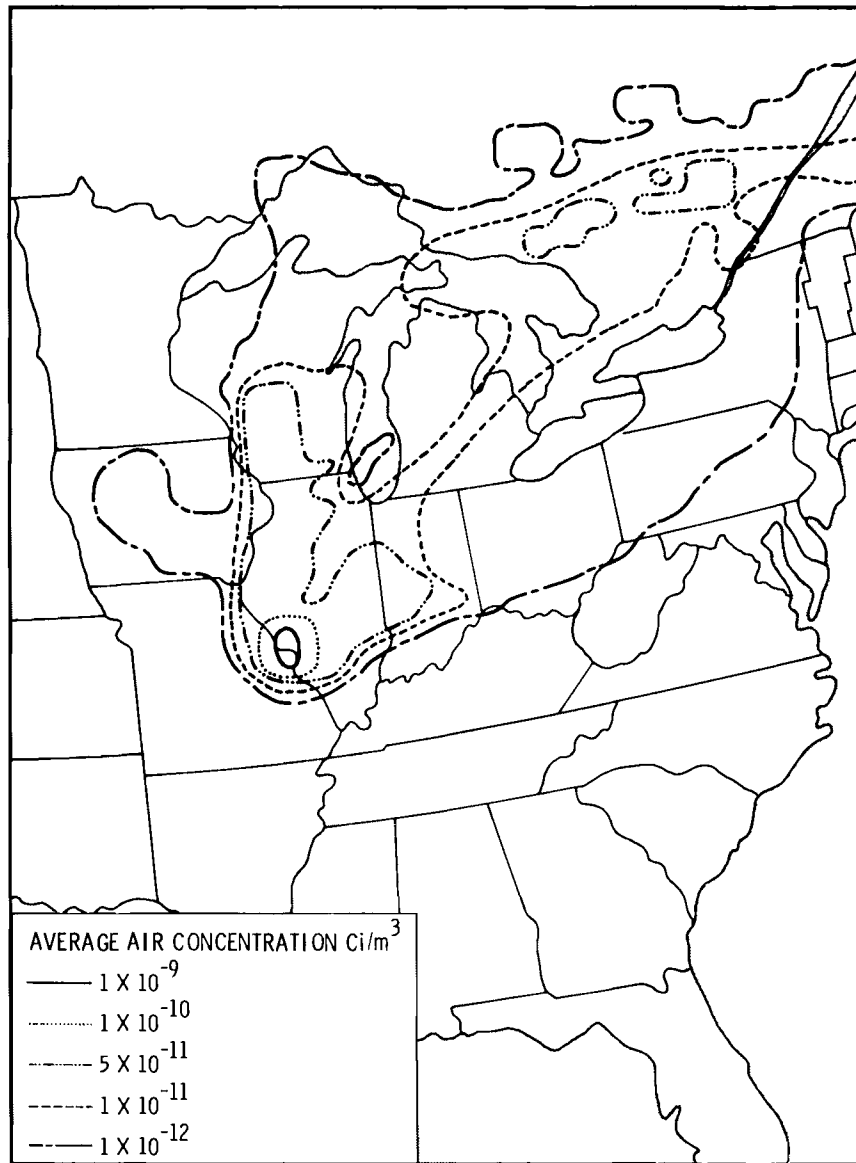 AVERAGE AIR CONCENTRATION Ci/m³
1 X 10⁻⁹
1 X 10⁻¹⁰
5 X 10⁻¹¹
1 X 10⁻¹¹
1 X 10⁻¹²